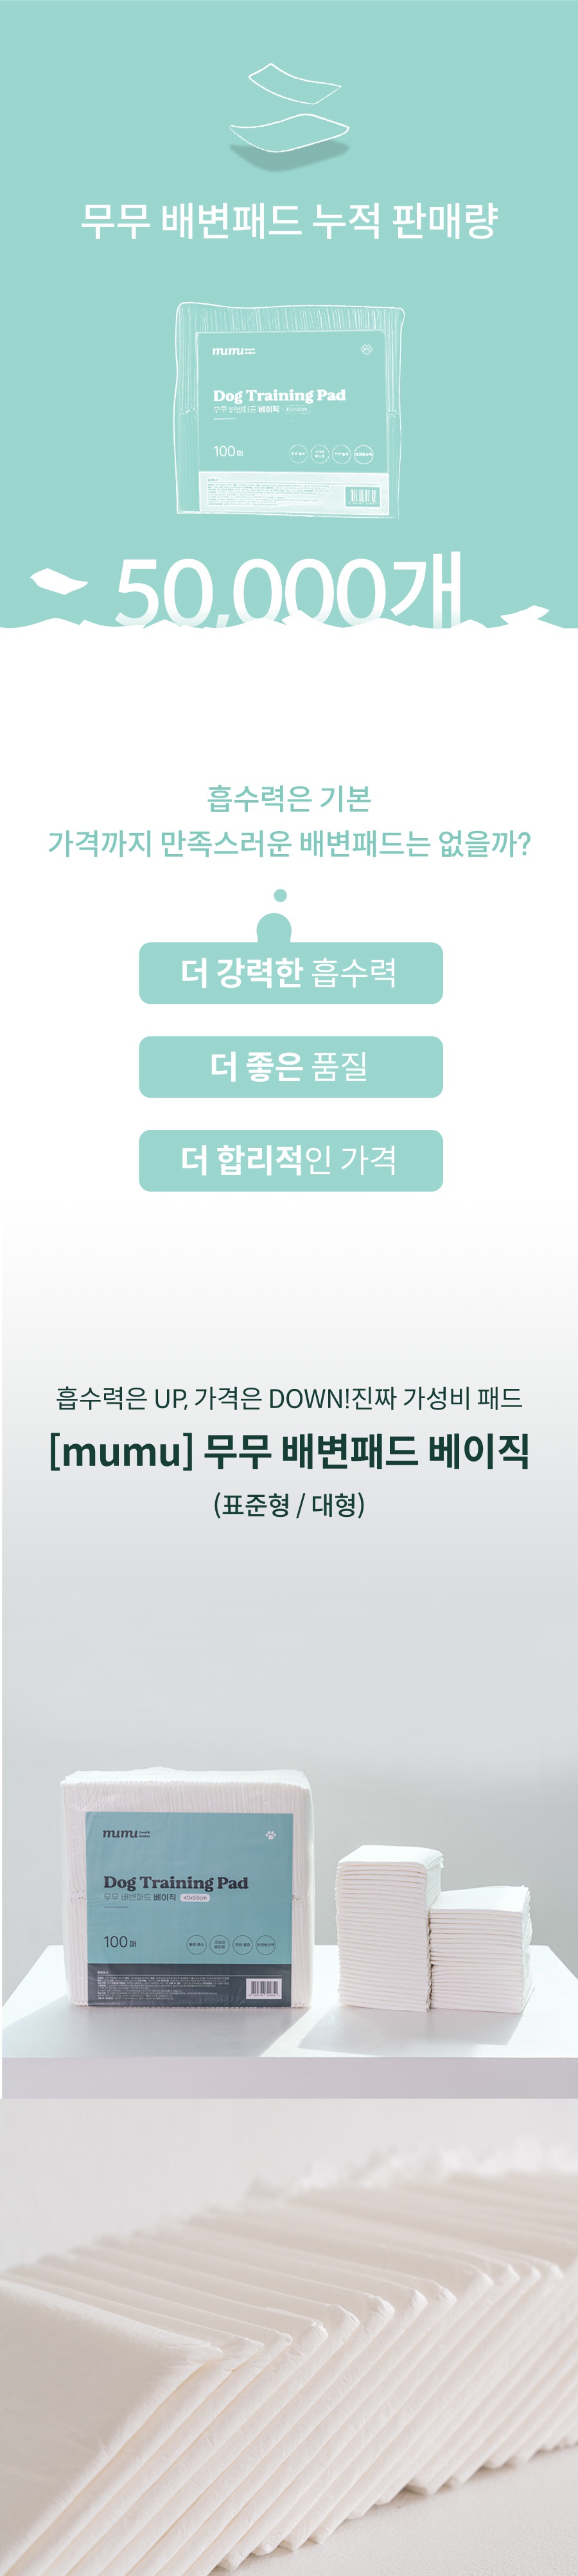 무무 배변패드 누적 판매량
mumu
Dog Training Pad
무무 배변패드 베이직 40x50cm
100매
50,000개
흡수력은 기본
가격까지 만족스러운 배변패드는 없을까?
더 강력한 흡수력
더 좋은 품질
더 합리적인 가격
흡수력은 UP, 가격은 DOWN!진짜 가성비 패드
[mumu] 무무 배변패드 베이직
(표준형 / 대형)
mumu
Dog Training Pad
무무 배변패드 베이직 40x50cm
100매